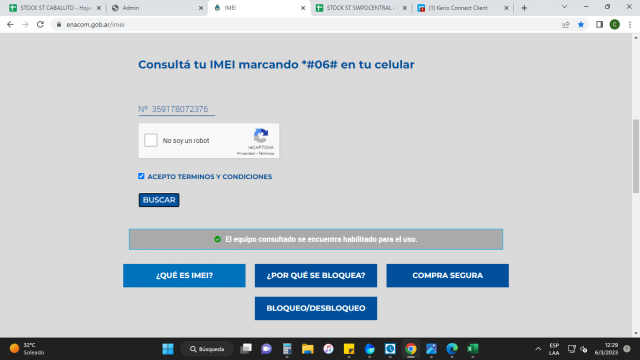 STOCK ST CABALLITO - Hoja
Admin
IMEI
STOCK ST SWPOCENTRAL -
(1) Kerio Connect Client
enacom.gob.ar/imei
Consultá tu IMEI marcando *#06# en tu celular
Nº 359178072376
No soy un robot
reCAPTCHA
Privacidad - Términos
ACEPTO TERMINOS Y CONDICIONES
BUSCAR
El equipo consultado se encuentra habilitado para el uso.
¿QUÉ ES IMEI?
¿POR QUÉ SE BLOQUEA?
COMPRA SEGURA
BLOQUEO/DESBLOQUEO
32°C
Soleado
Búsqueda
ESP
LAA
12:29
6/3/2023